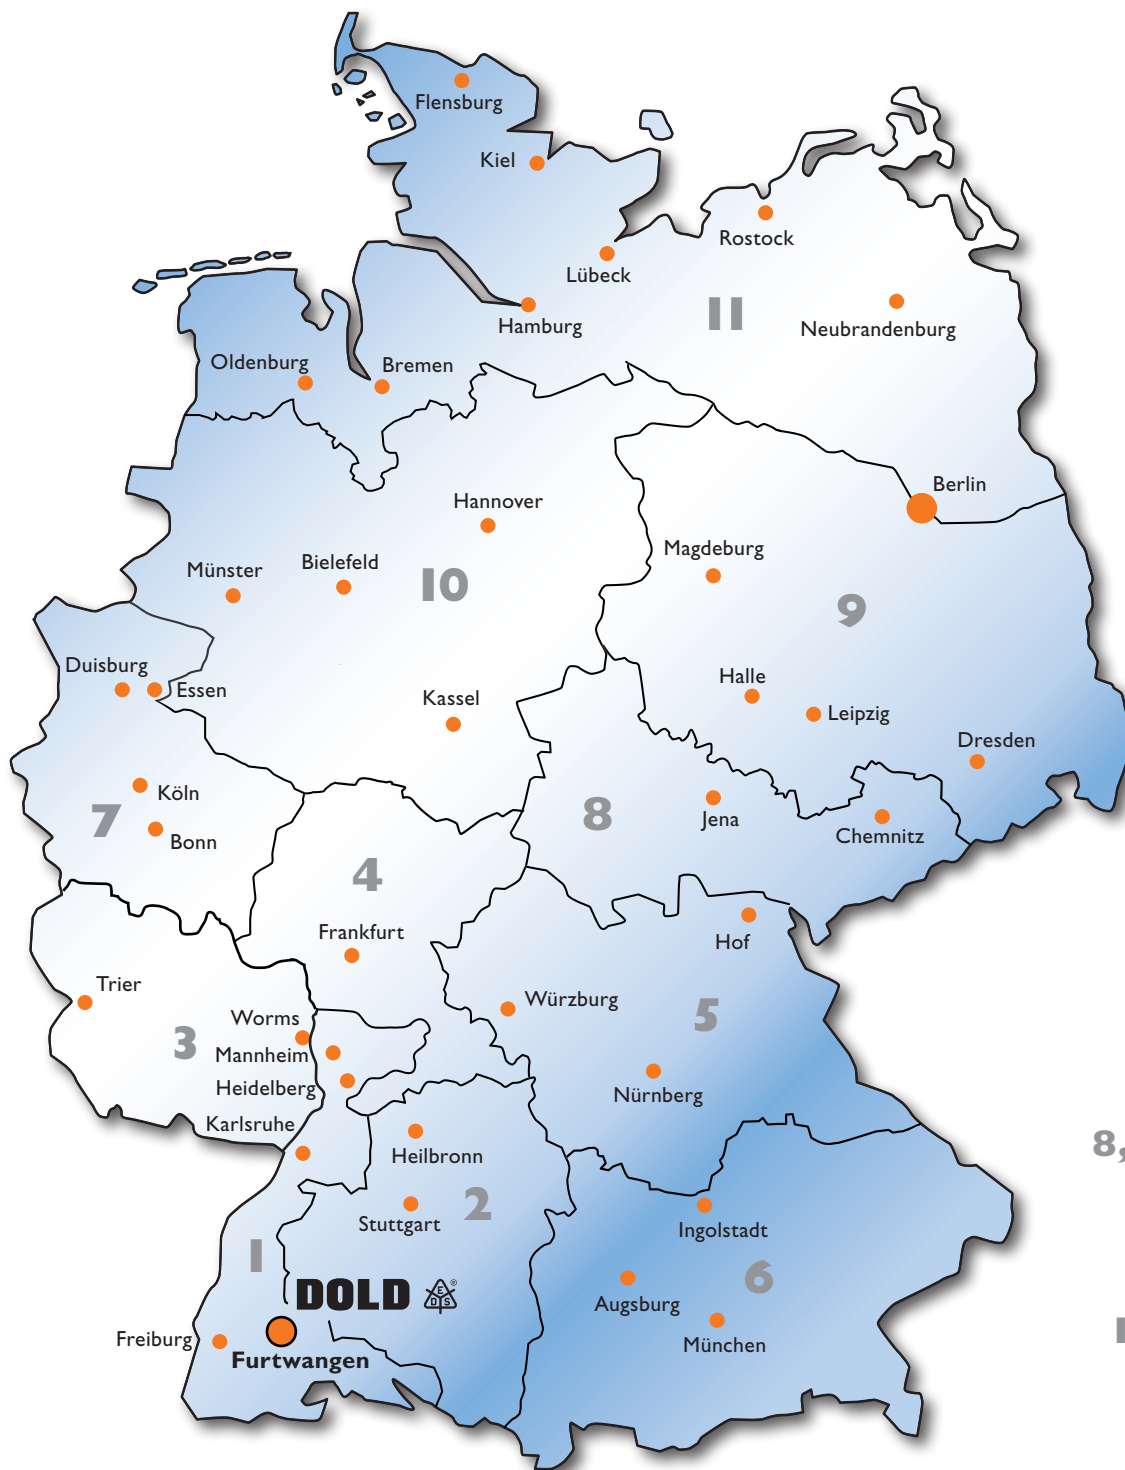 Flensburg
Kiel
Rostock
Lübeck
Hamburg
11
Neubrandenburg
Oldenburg
Bremen
Berlin
Hannover
Magdeburg
Münster
Bielefeld
10
9
Duisburg
Essen
Kassel
Halle
Leipzig
Dresden
Köln
7
Bonn
8
Jena
Chemnitz
4
Frankfurt
Hof
Trier
Würzburg
Worms
3
5
Mannheim
Heidelberg
Nürnberg
Karlsruhe
Heilbronn
8,
2
Stuttgart
Ingolstadt
1
6
DOLD
E
D S
®
Augsburg
Freiburg
München
Furtwangen